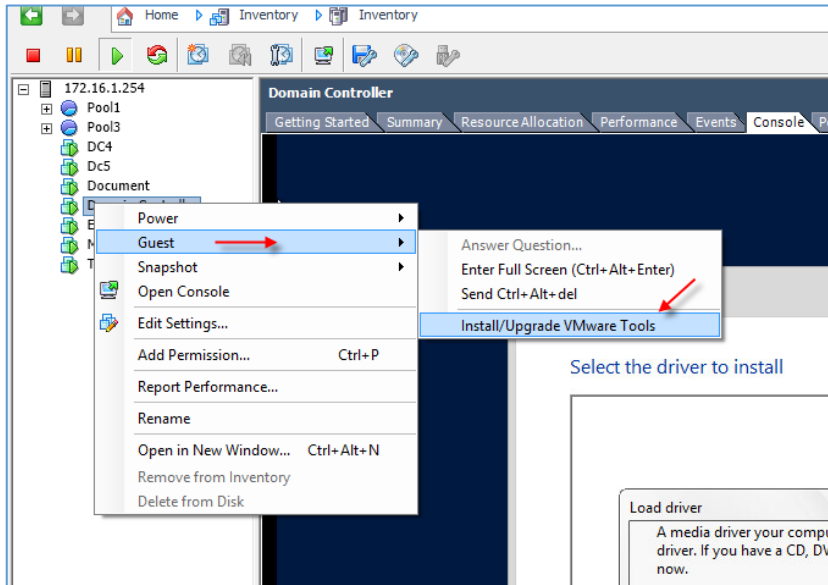 Home Inventory Inventory
172.16.1.254
Pool1
Pool3
DC4
Dc5
Document
Domain Controller
Getting Started Summary Resource Allocation Performance Events Console
Power
Guest
Snapshot
Open Console
Edit Settings...
Add Permission... Ctrl+P
Report Performance...
Rename
Open in New Window... Ctrl+Alt+N
Remove from Inventory
Delete from Disk
Answer Question...
Enter Full Screen (Ctrl+Alt+Enter)
Send Ctrl+Alt+del
Install/Upgrade VMware Tools
Select the driver to install
Load driver
A media driver your compu
driver. If you have a CD, DV
now.